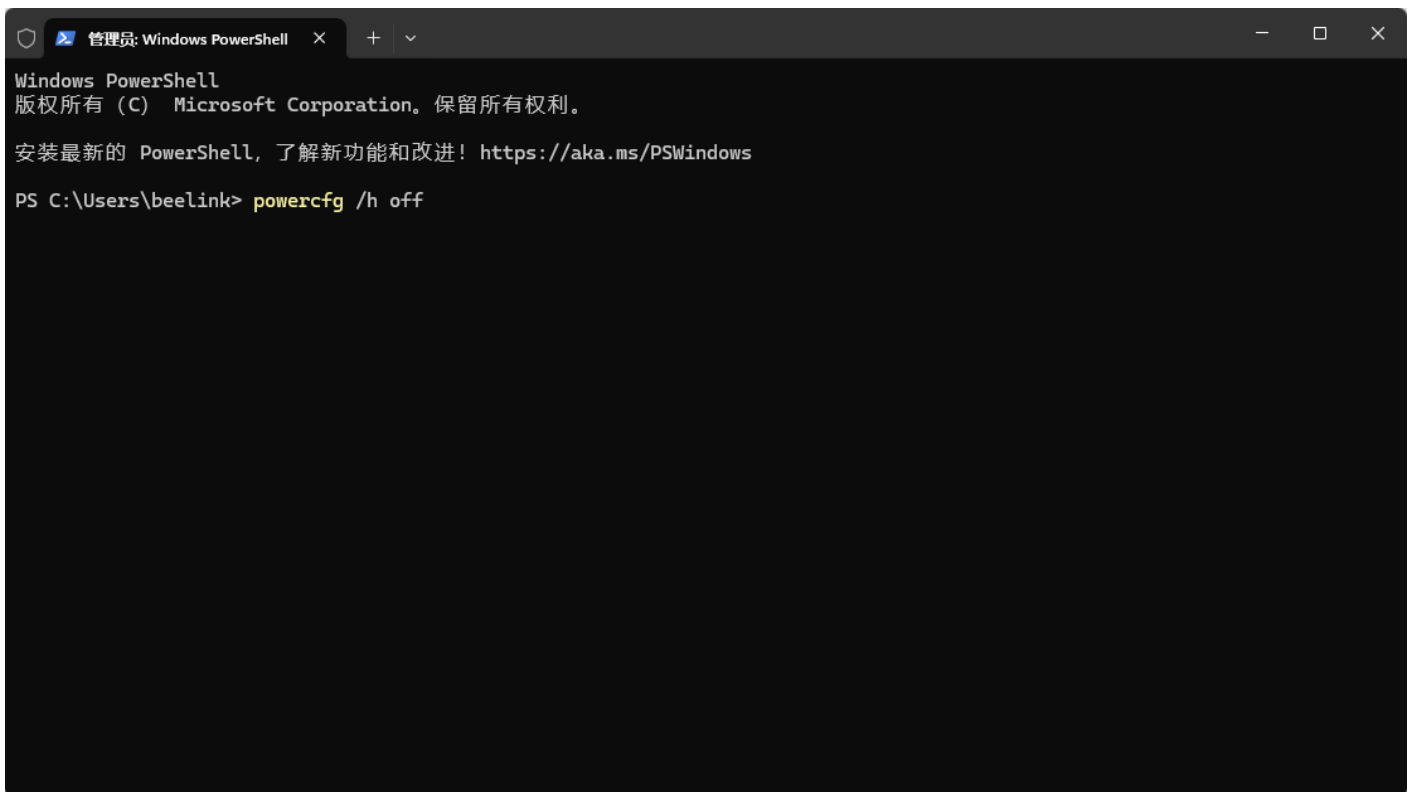 管理员: Windows PowerShell
Windows PowerShell
版权所有 (C)  Microsoft Corporation。保留所有权利。
安装最新的 PowerShell，了解新功能和改进！https://aka.ms/PSWindows
PS C:\Users\beelink> powercfg /h off